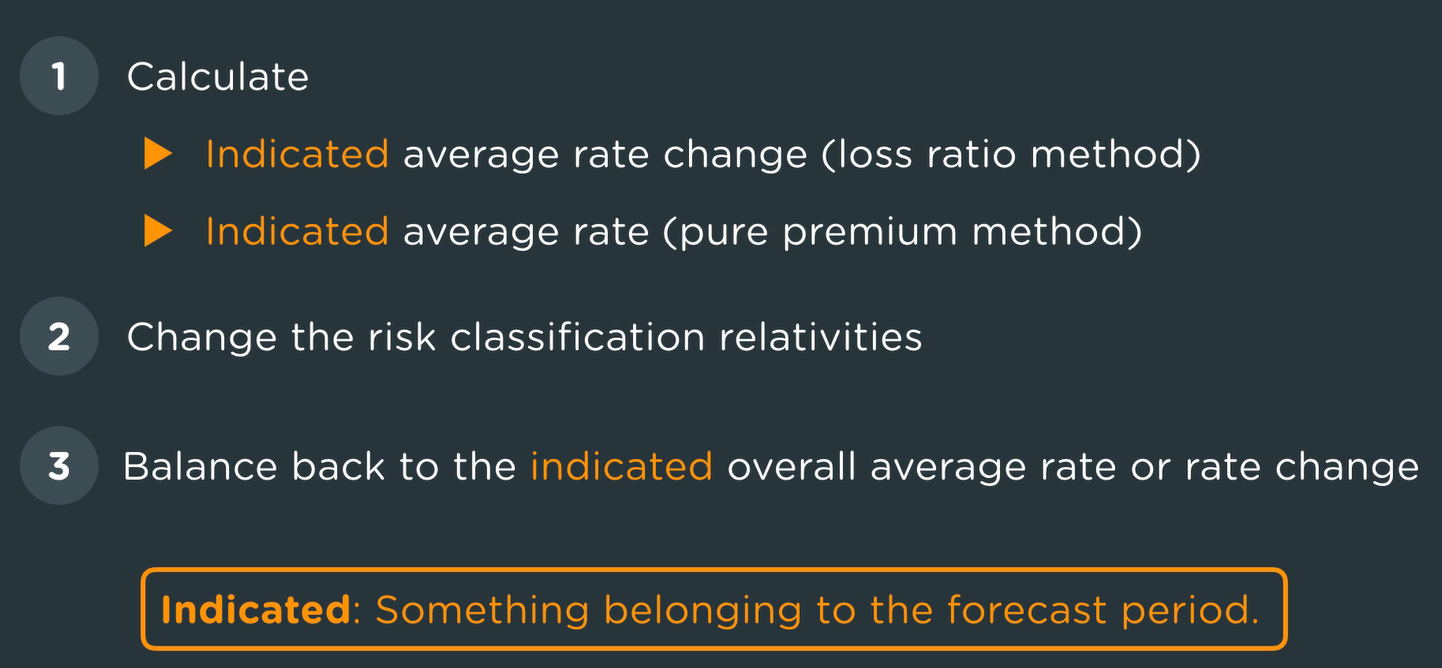 1 Calculate
▶ Indicated average rate change (loss ratio method)
▶ Indicated average rate (pure premium method)
2 Change the risk classification relativities
3 Balance back to the indicated overall average rate or rate change
Indicated: Something belonging to the forecast period.